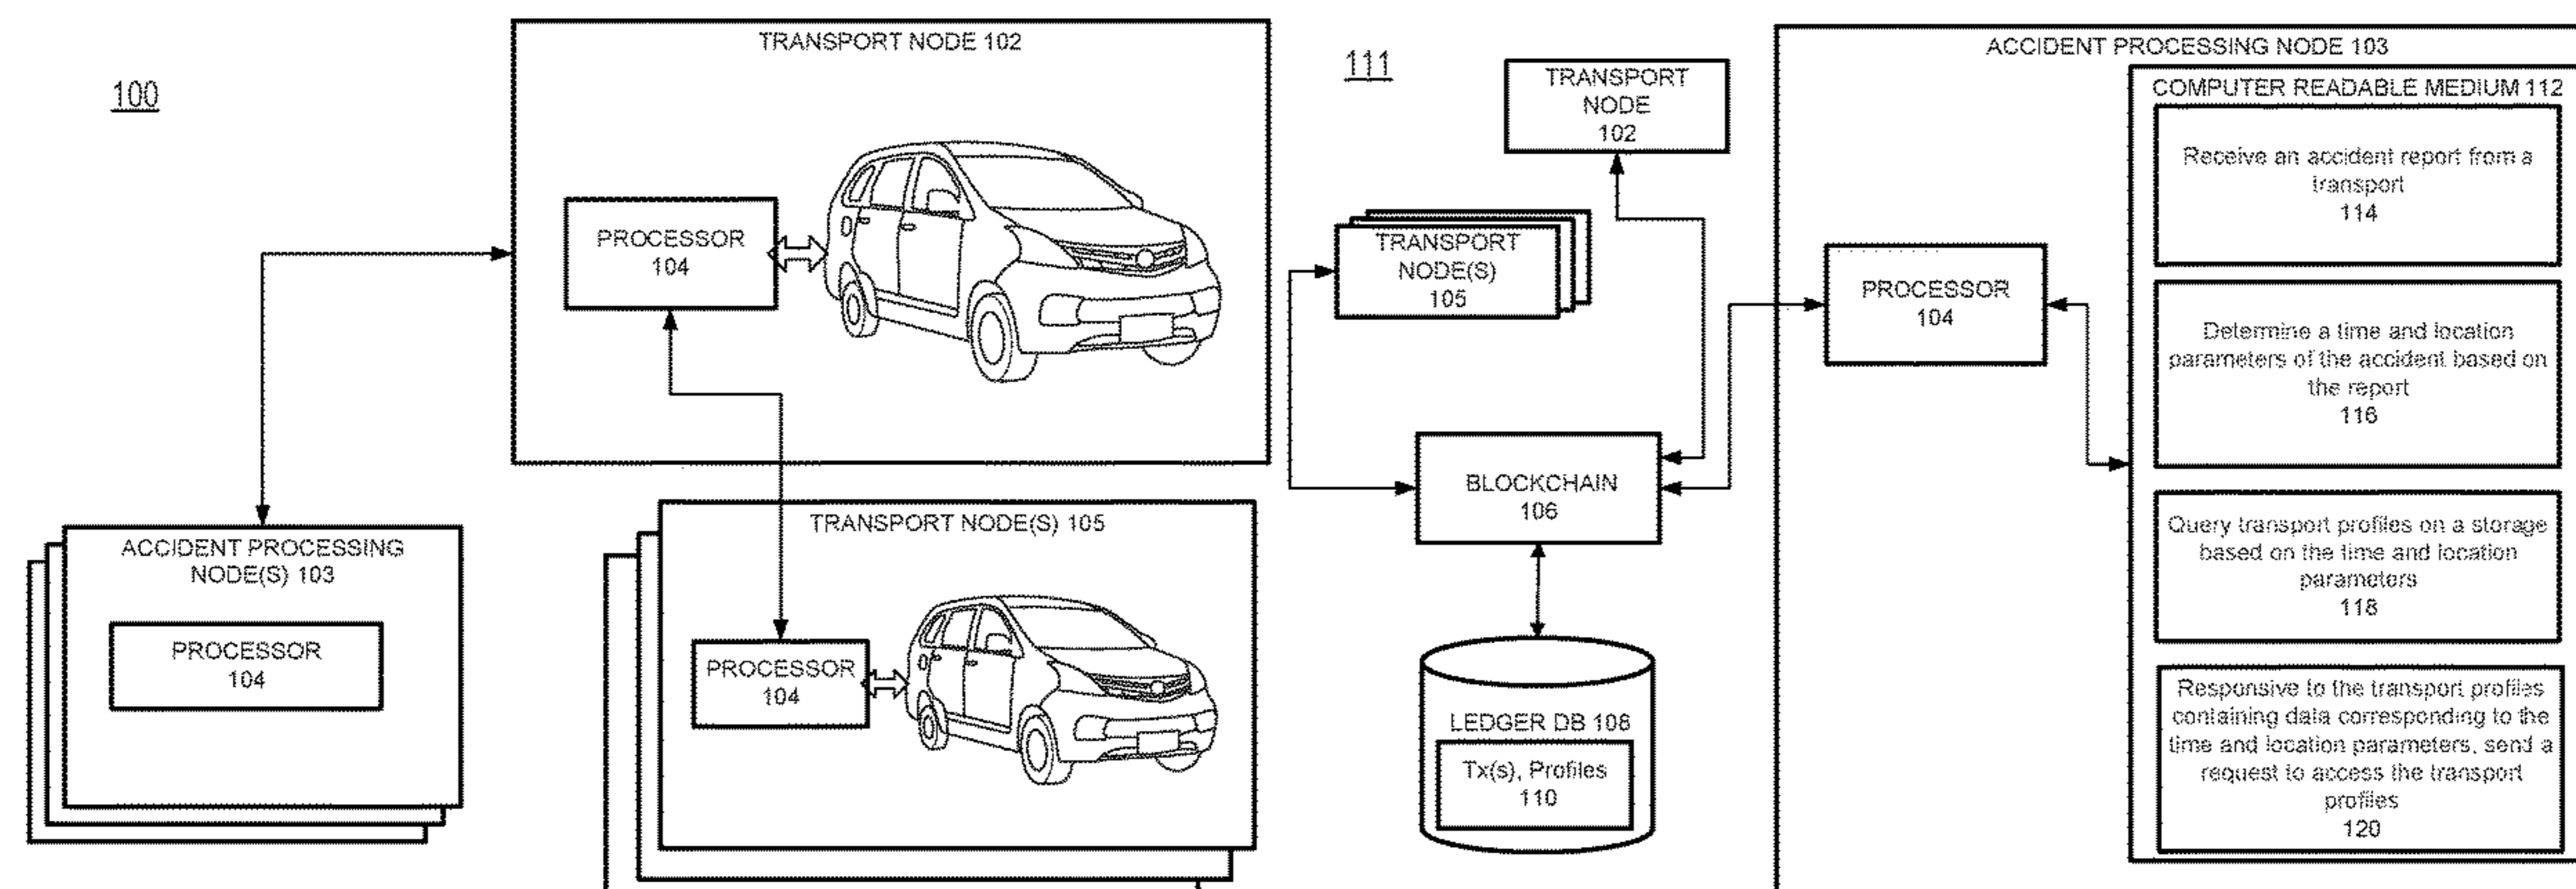 100
TRANSPORT NODE 102
PROCESSOR
104
ACCIDENT PROCESSING
NODE(S) 103
PROCESSOR
104
TRANSPORT NODE(S) 105
PROCESSOR
104
111
TRANSPORT
NODE
102
TRANSPORT
NODE(S)
105
BLOCKCHAIN
106
LEDGER DB 108
Tx(s), Profiles
110
ACCIDENT PROCESSING NODE 103
PROCESSOR
104
COMPUTER READABLE MEDIUM 112
Receive an accident report from a
transport
114
Determine a time and location
parameters of the accident based on
the report
116
Query transport profiles on a storage
based on the time and location
parameters
118
Responsive to the transport profiles
containing data corresponding to the
time and location parameters, send a
request to access the transport
profiles
120